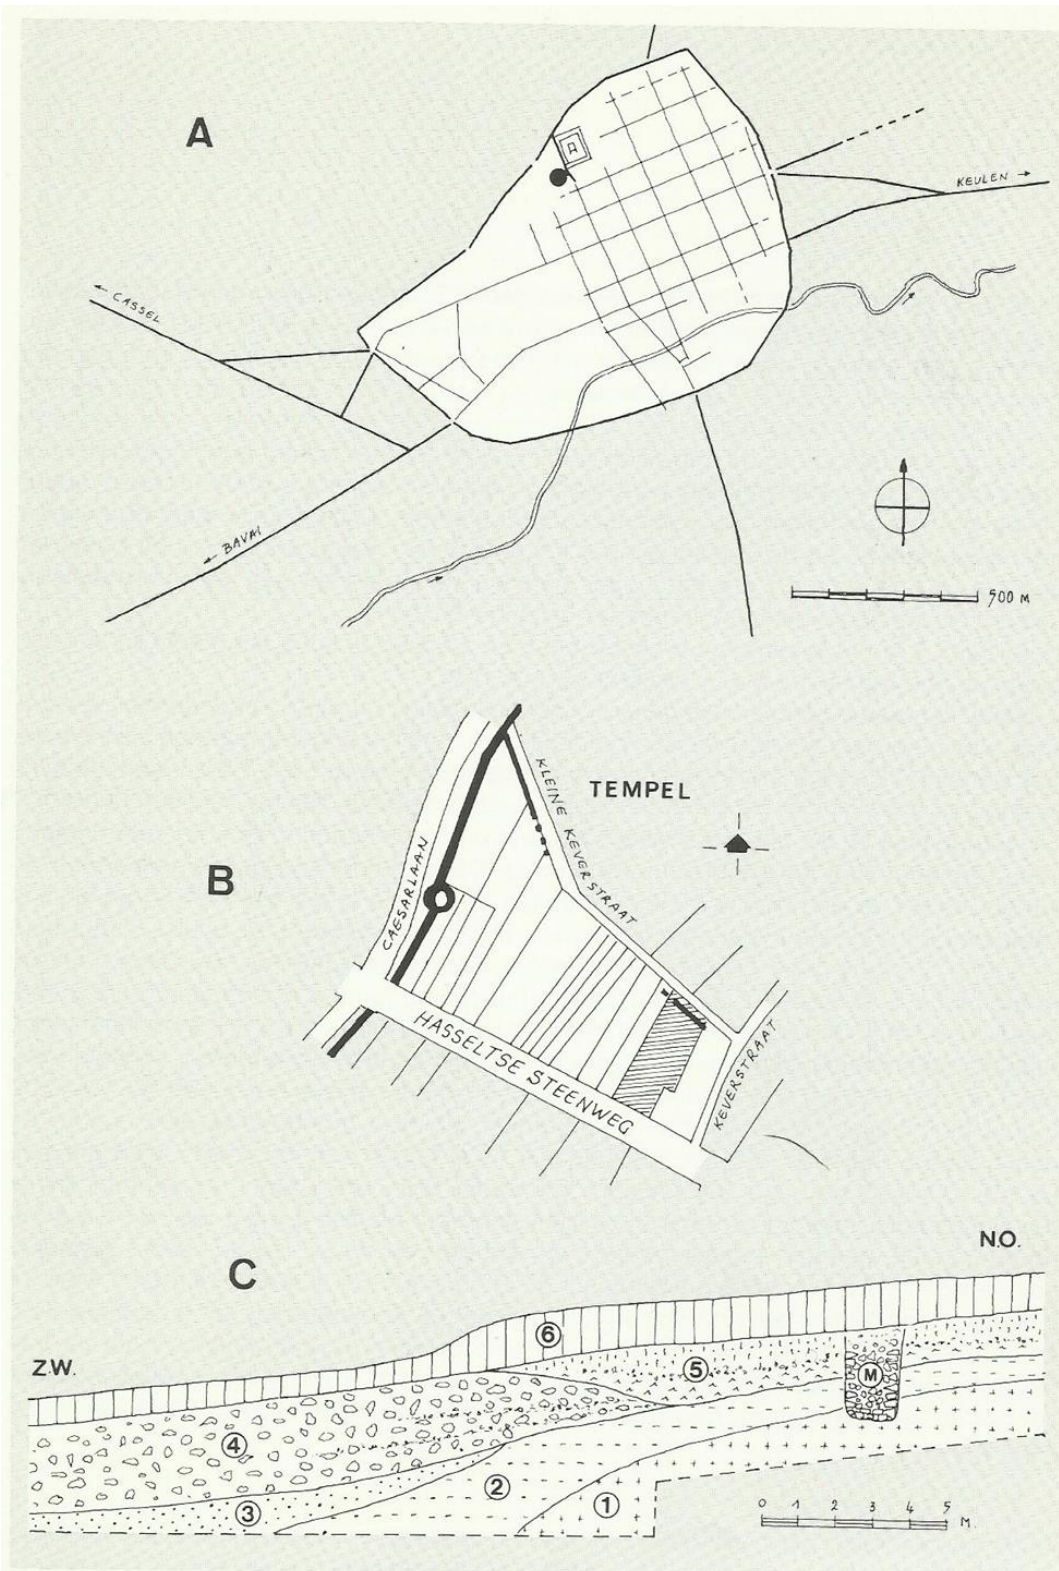 A
KEULEN →
← CASSEL
← BAVAI
500 M
B
TEMPEL
KLEINE KEVERSTRAAT
CAESARLAAN
HASSELTSE STEENWEG
KEVERSTRAAT
C
N.O.
Z.W.
6
5
M
4
3
2
1
0 1 2 3 4 5
M.